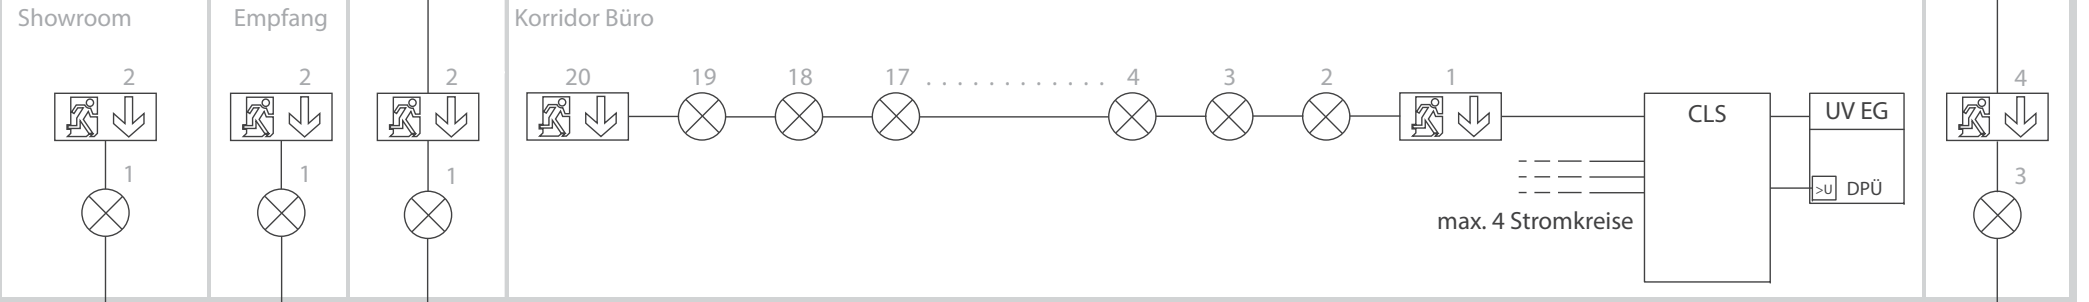 Showroom
Empfang
Korridor Büro
2
2
2
20
19
18
17 . . . . . . . . . . . . 4
3
2
1
4
CLS
UV EG
1
1
1
3
>U DPÜ
max. 4 Stromkreise